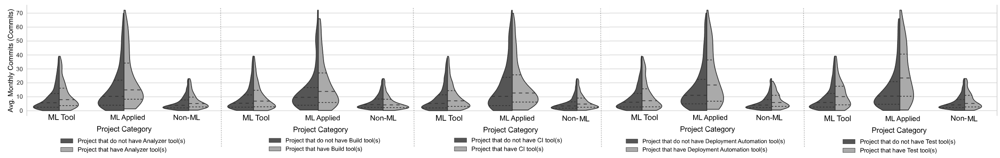 Avg. Monthly Commits (Commits)
70
60
50
40
30
20
10
0
ML Tool ML Applied Non-ML
Project Category
Project that do not have Analyzer tool(s)
Project that have Analyzer tool(s)
ML Tool ML Applied Non-ML
Project Category
Project that do not have Build tool(s)
Project that have Build tool(s)
ML Tool ML Applied Non-ML
Project Category
Project that do not have CI tool(s)
Project that have CI tool(s)
ML Tool ML Applied Non-ML
Project Category
Project that do not have Deployment Automation tool(s)
Project that have Deployment Automation tool(s)
ML Tool ML Applied Non-ML
Project Category
Project that do not have Test tool(s)
Project that have Test tool(s)